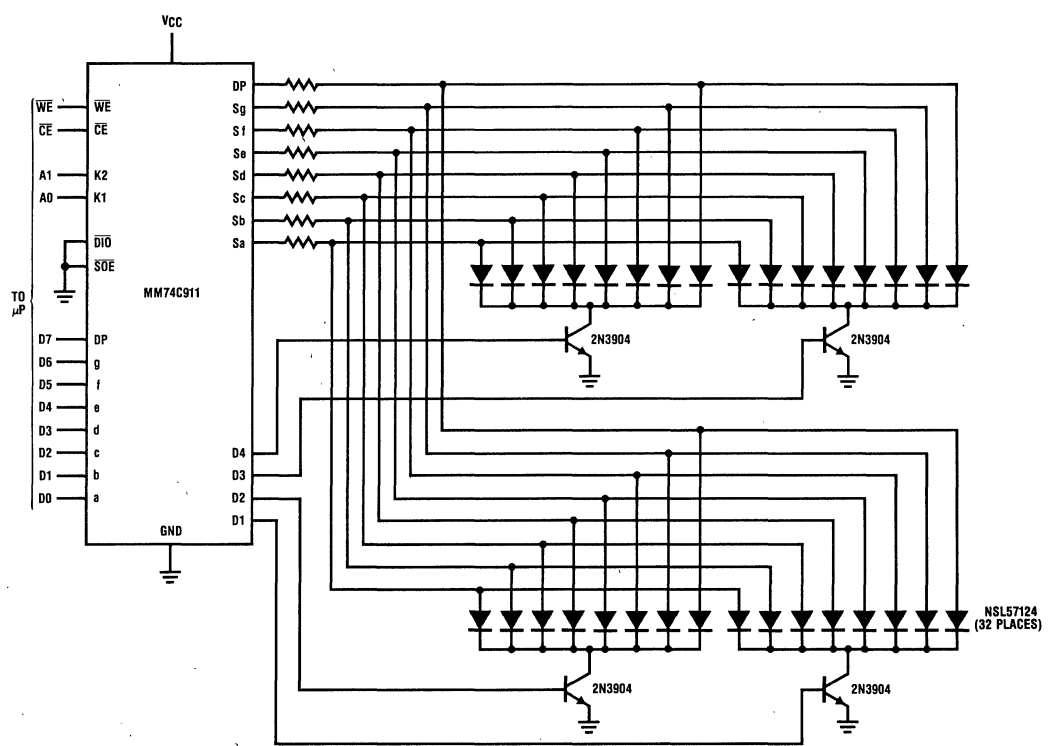 VCC
DP
Sg
Sf
Se
Sd
Sc
Sb
Sa
WE WE
CE CE
A1 K2
A0 K1
DIO
SOE
TO
μP
MM74C911
D7 DP
D6 g
D5 f
D4 e
D3 d
D2 c
D1 b
D0 a
D4
D3
D2
D1
GND
2N3904
2N3904
NSL57124
(32 PLACES)
2N3904
2N3904